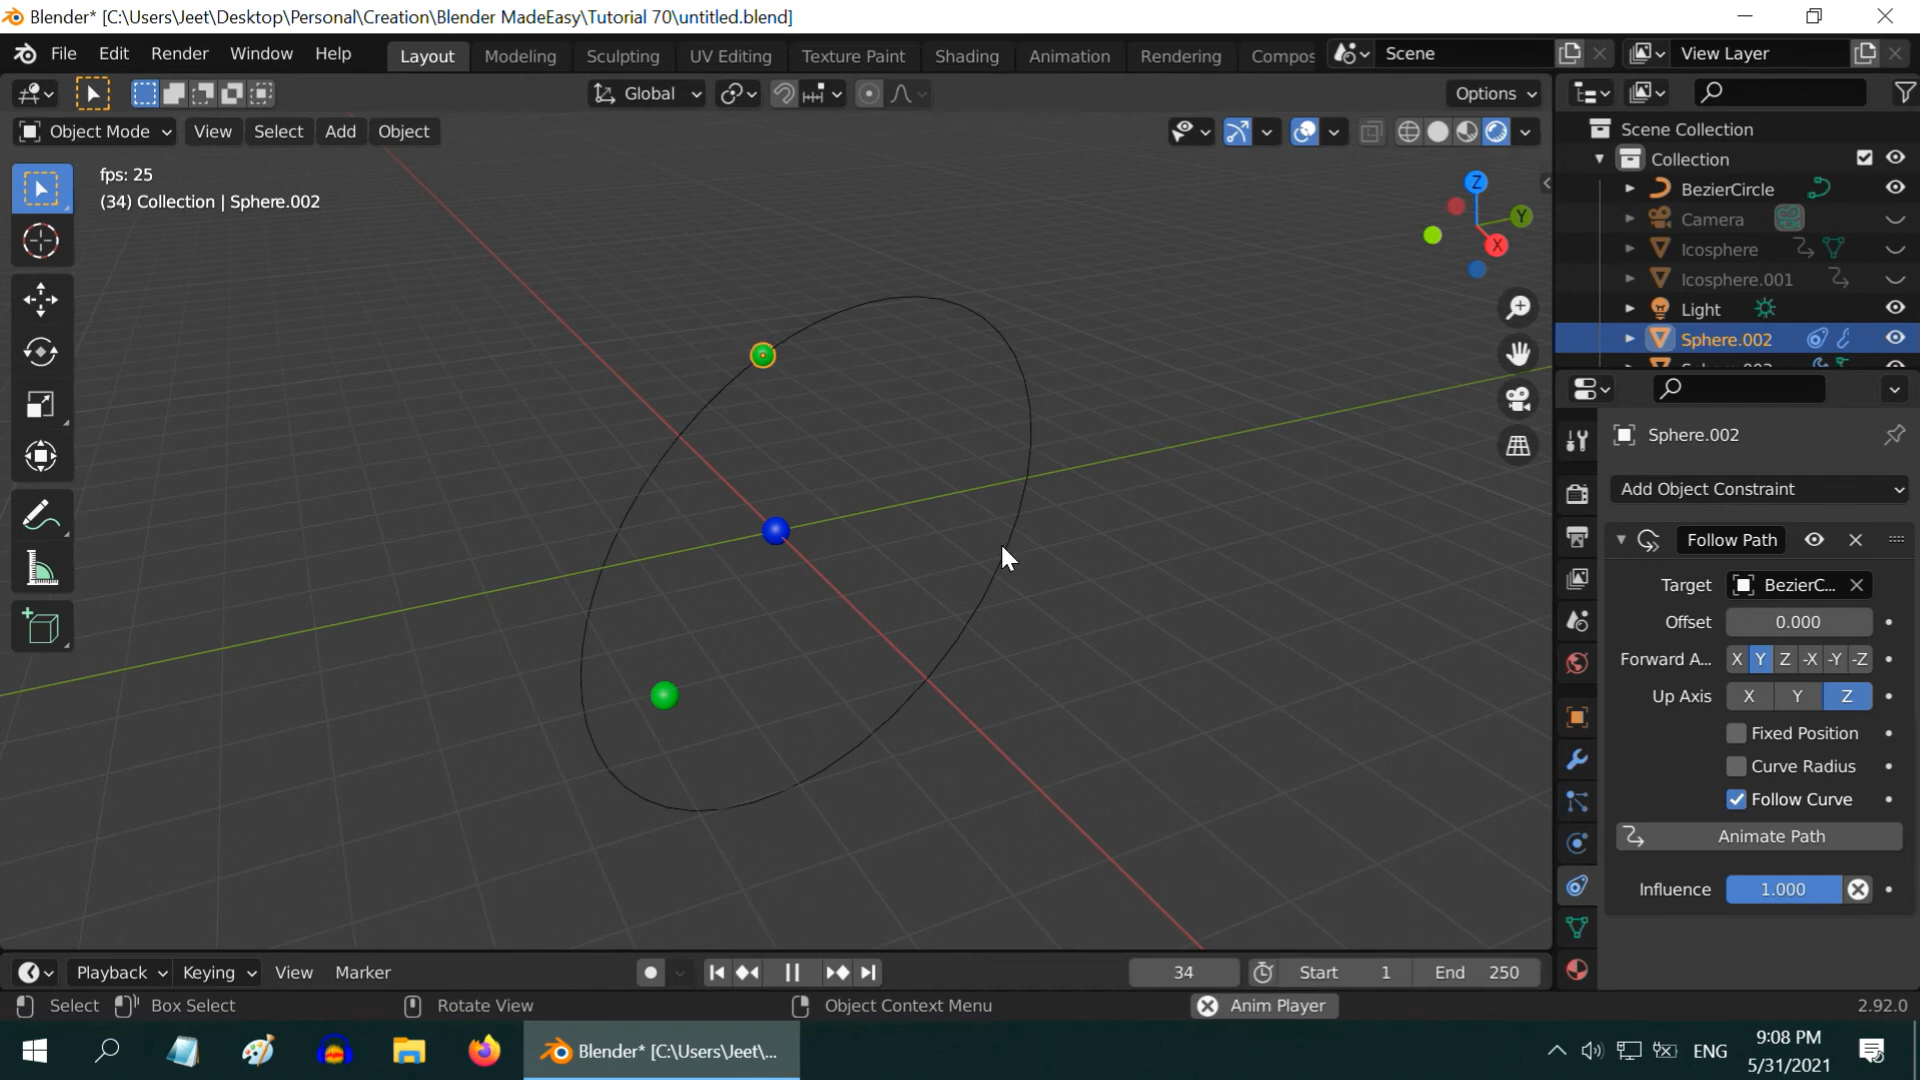 Blender* [C:\Users\Jeet\Desktop\Personal\Creation\Blender MadeEasy\Tutorial 70\untitled.blend]
File Edit Render Window Help Layout Modeling Sculpting UV Editing Texture Paint Shading Animation Rendering Compos Scene View Layer
Global Options
Object Mode View Select Add Object
fps: 25
(34) Collection | Sphere.002
Z
Y
X
Scene Collection
Collection
BezierCircle
Camera
Icosphere
Icosphere.001
Light
Sphere.002
Sphere.002
Add Object Constraint
Follow Path
Target BezierC...
Offset 0.000
Forward A... X Y Z -X -Y -Z
Up Axis X Y Z
Fixed Position
Curve Radius
Follow Curve
Animate Path
Influence 1.000
Playback Keying View Marker 34 Start 1 End 250
Select Box Select Rotate View Object Context Menu Anim Player 2.92.0
Blender* [C:\Users\Jeet\... ENG
9:08 PM
5/31/2021